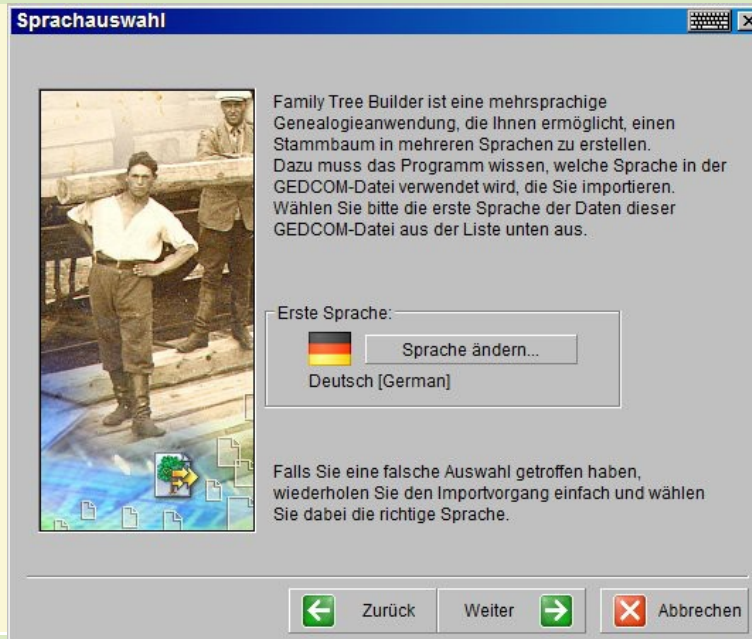 Sprachauswahl
Family Tree Builder ist eine mehrsprachige
Genealogieanwendung, die Ihnen ermöglicht, einen
Stammbaum in mehreren Sprachen zu erstellen.
Dazu muss das Programm wissen, welche Sprache in der
GEDCOM-Datei verwendet wird, die Sie importieren.
Wählen Sie bitte die erste Sprache der Daten dieser
GEDCOM-Datei aus der Liste unten aus.
Erste Sprache:
Sprache ändern...
Deutsch [German]
Falls Sie eine falsche Auswahl getroffen haben,
wiederholen Sie den Importvorgang einfach und wählen
Sie dabei die richtige Sprache.
Zurück Weiter Abbrechen